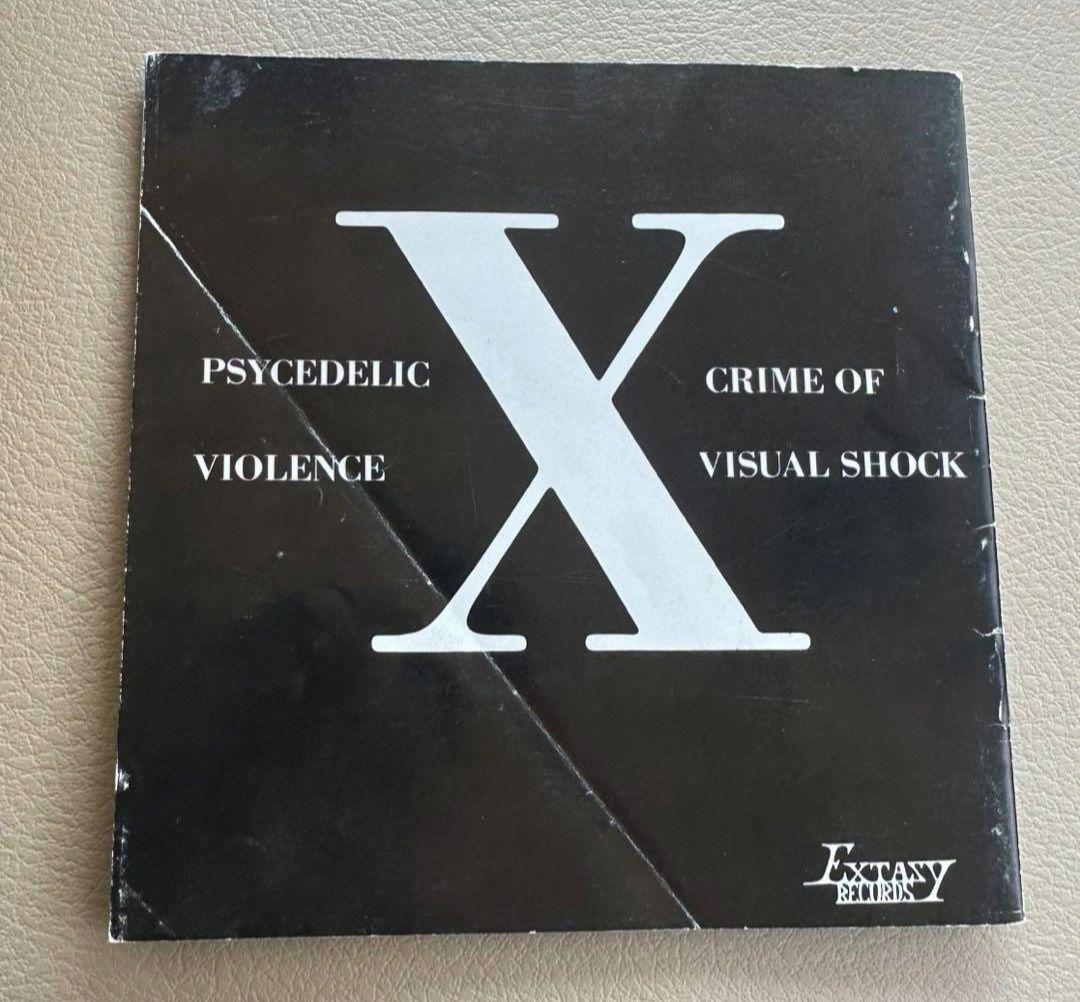 X
PSYCEDELIC
VIOLENCE
CRIME OF
VISUAL SHOCK
EXTASY
RECORDS